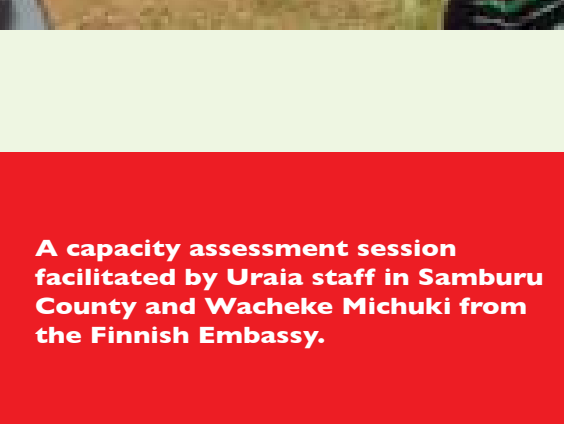 A capacity assessment session
facilitated by Uraia staff in Samburu
County and Wacheke Michuki from
the Finnish Embassy.